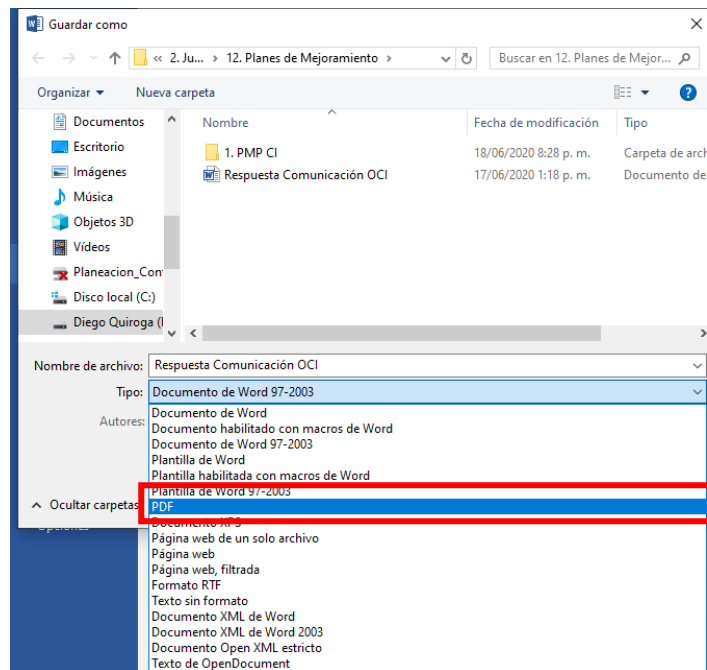 Guardar como
« 2. Ju... › 12. Planes de Mejoramiento ›
Buscar en 12. Planes de Mejor...
Organizar
Nueva carpeta
Documentos
Escritorio
Imágenes
Música
Objetos 3D
Vídeos
Planeacion_Con
Disco local (C:)
Diego Quiroga (
Nombre
Fecha de modificación
Tipo
1. PMP CI
18/06/2020 8:28 p. m.
Carpeta de arch
Respuesta Comunicación OCI
17/06/2020 1:18 p. m.
Documento de
Nombre de archivo: Respuesta Comunicación OCI
Tipo: Documento de Word 97-2003
Autores:
Documento de Word
Documento habilitado con macros de Word
Documento de Word 97-2003
Plantilla de Word
Plantilla habilitada con macros de Word
Plantilla de Word 97-2003
PDF
Documento XPS
Página web de un solo archivo
Página web
Página web, filtrada
Formato RTF
Texto sin formato
Documento XML de Word
Documento XML de Word 2003
Documento Open XML estricto
Texto de OpenDocument
Ocultar carpetas
Opciones